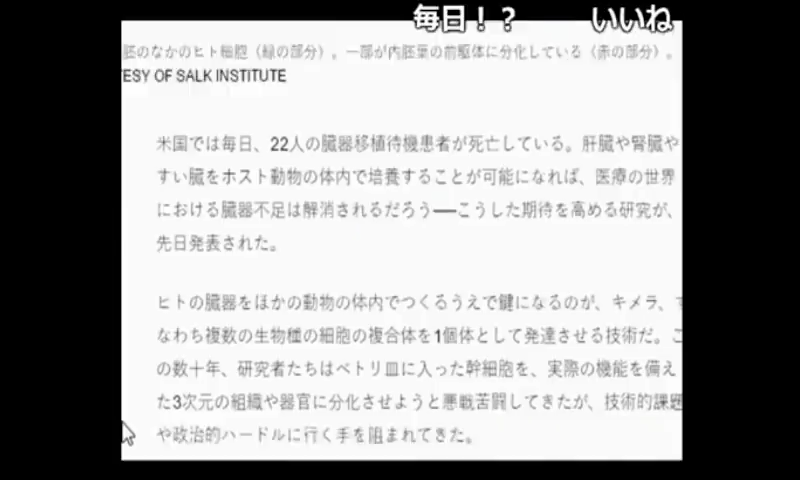 毎日！？ いいね
胚のなかのヒト細胞（緑の部分）。一部が内胚葉の前駆体に分化している（赤の部分）。
ESY OF SALK INSTITUTE
米国では毎日、22人の臓器移植待機患者が死亡している。肝臓や腎臓や
すい臓をホスト動物の体内で培養することが可能になれば、医療の世界
における臓器不足は解消されるだろう──こうした期待を高める研究が、
先日発表された。
ヒトの臓器をほかの動物の体内でつくるうえで鍵になるのが、キメラ、す
なわち複数の生物種の細胞の複合体を1個体として発達させる技術だ。こ
の数十年、研究者たちはペトリ皿に入った幹細胞を、実際の機能を備え
た3次元の組織や器官に分化させようと悪戦苦闘してきたが、技術的課題
や政治的ハードルに行く手を阻まれてきた。